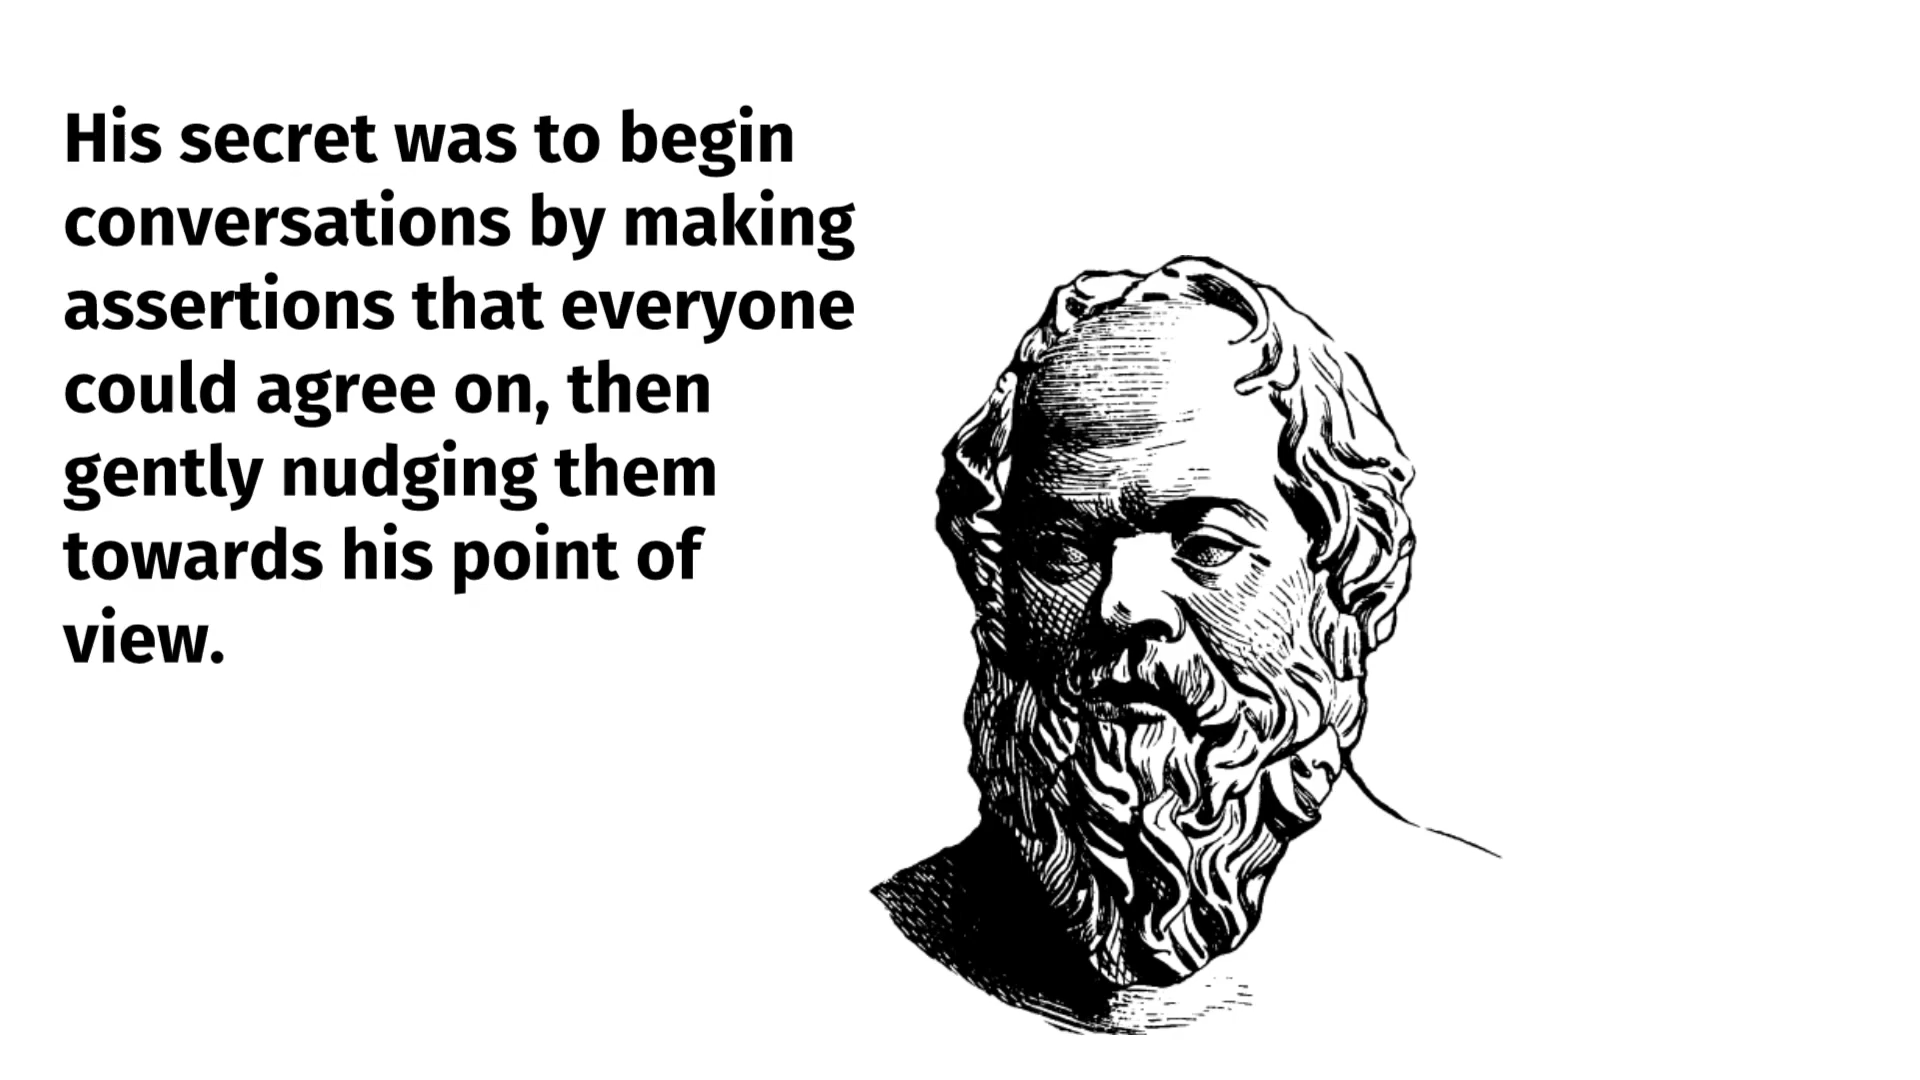 His secret was to begin
conversations by making
assertions that everyone
could agree on, then
gently nudging them
towards his point of
view.